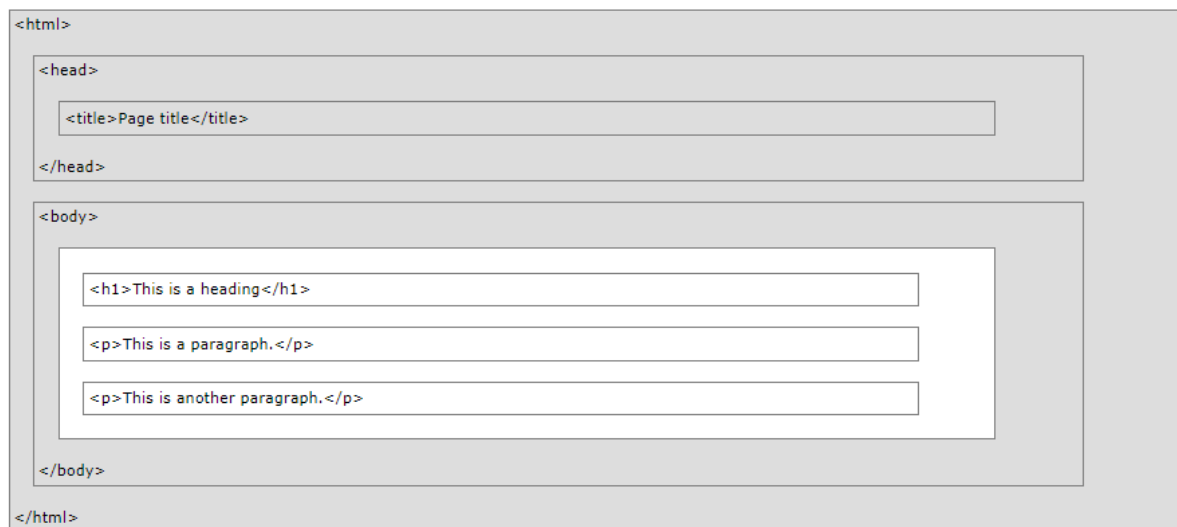 <html>
<head>
<title>Page title</title>
</head>
<body>
<h1>This is a heading</h1>
<p>This is a paragraph.</p>
<p>This is another paragraph.</p>
</body>
</html>